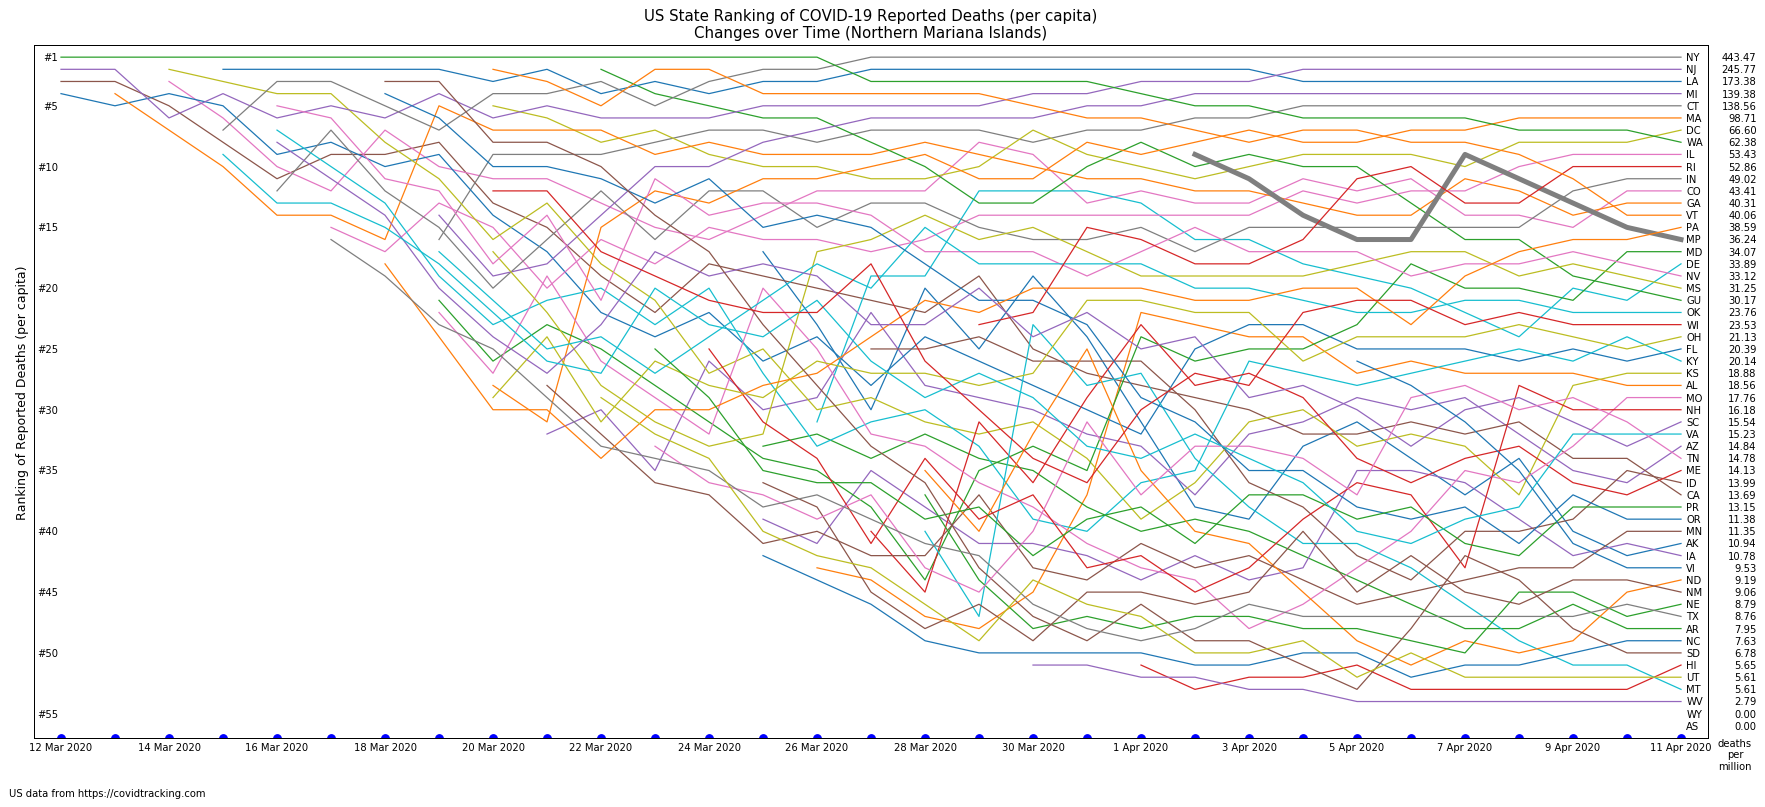 US State Ranking of COVID-19 Reported Deaths (per capita)
Changes over Time (Northern Mariana Islands)
Ranking of Reported Deaths (per capita)
#1
#5
#10
#15
#20
#25
#30
#35
#40
#45
#50
#55
NY 443.47
NJ 245.77
LA 173.38
MI 139.38
CT 138.56
MA 98.71
DC 66.60
WA 62.38
IL 53.43
RI 52.86
IN 49.02
CO 43.41
GA 40.31
VT 40.06
PA 38.59
MP 36.24
MD 34.07
DE 33.89
NV 33.12
MS 31.25
GU 30.17
OK 23.76
WI 23.53
OH 21.13
FL 20.39
KY 20.14
KS 18.88
AL 18.56
MO 17.76
NH 16.18
SC 15.54
VA 15.23
AZ 14.84
TN 14.78
ME 14.13
ID 13.99
CA 13.69
PR 13.15
OR 11.38
MN 11.35
AK 10.94
IA 10.78
VI 9.53
ND 9.19
NM 9.06
NE 8.79
TX 8.76
AR 7.95
NC 7.63
SD 6.78
HI 5.65
UT 5.61
MT 5.61
WV 2.79
WY 0.00
AS 0.00
12 Mar 2020 14 Mar 2020 16 Mar 2020 18 Mar 2020 20 Mar 2020 22 Mar 2020 24 Mar 2020 26 Mar 2020 28 Mar 2020 30 Mar 2020 1 Apr 2020 3 Apr 2020 5 Apr 2020 7 Apr 2020 9 Apr 2020 11 Apr 2020
deaths
per
million
US data from https://covidtracking.com